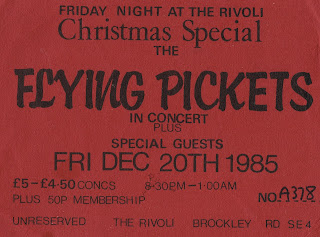 FRIDAY NIGHT AT THE RIVOLI
Christmas Special
THE
FLYING PICKETS
IN CONCERT
PLUS
SPECIAL GUESTS
FRI DEC 20TH 1985
£5-£4·50 CONCS 8-30PM-1:00AM
PLUS 50P MEMBERSHIP NO. A378
UNRESERVED THE RIVOLI BROCKLEY RD S.E.4